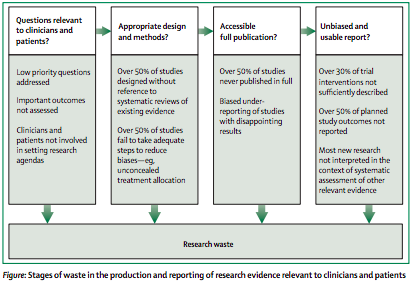 Questions relevant
to clinicians and
patients?
Low priority questions
addressed
Important outcomes
not assessed
Clinicians and
patients not involved
in setting research
agendas
Appropriate design
and methods?
Over 50% of studies
designed without
reference to
systematic reviews of
existing evidence
Over 50% of studies
fail to take adequate
steps to reduce
biases—eg,
unconcealed
treatment allocation
Accessible
full publication?
Over 50% of studies
never published in full
Biased under-
reporting of studies
with disappointing
results
Unbiased and
usable report?
Over 30% of trial
interventions not
sufficiently described
Over 50% of planned
study outcomes not
reported
Most new research
not interpreted in the
context of systematic
assessment of other
relevant evidence
Research waste
Figure: Stages of waste in the production and reporting of research evidence relevant to clinicians and patients